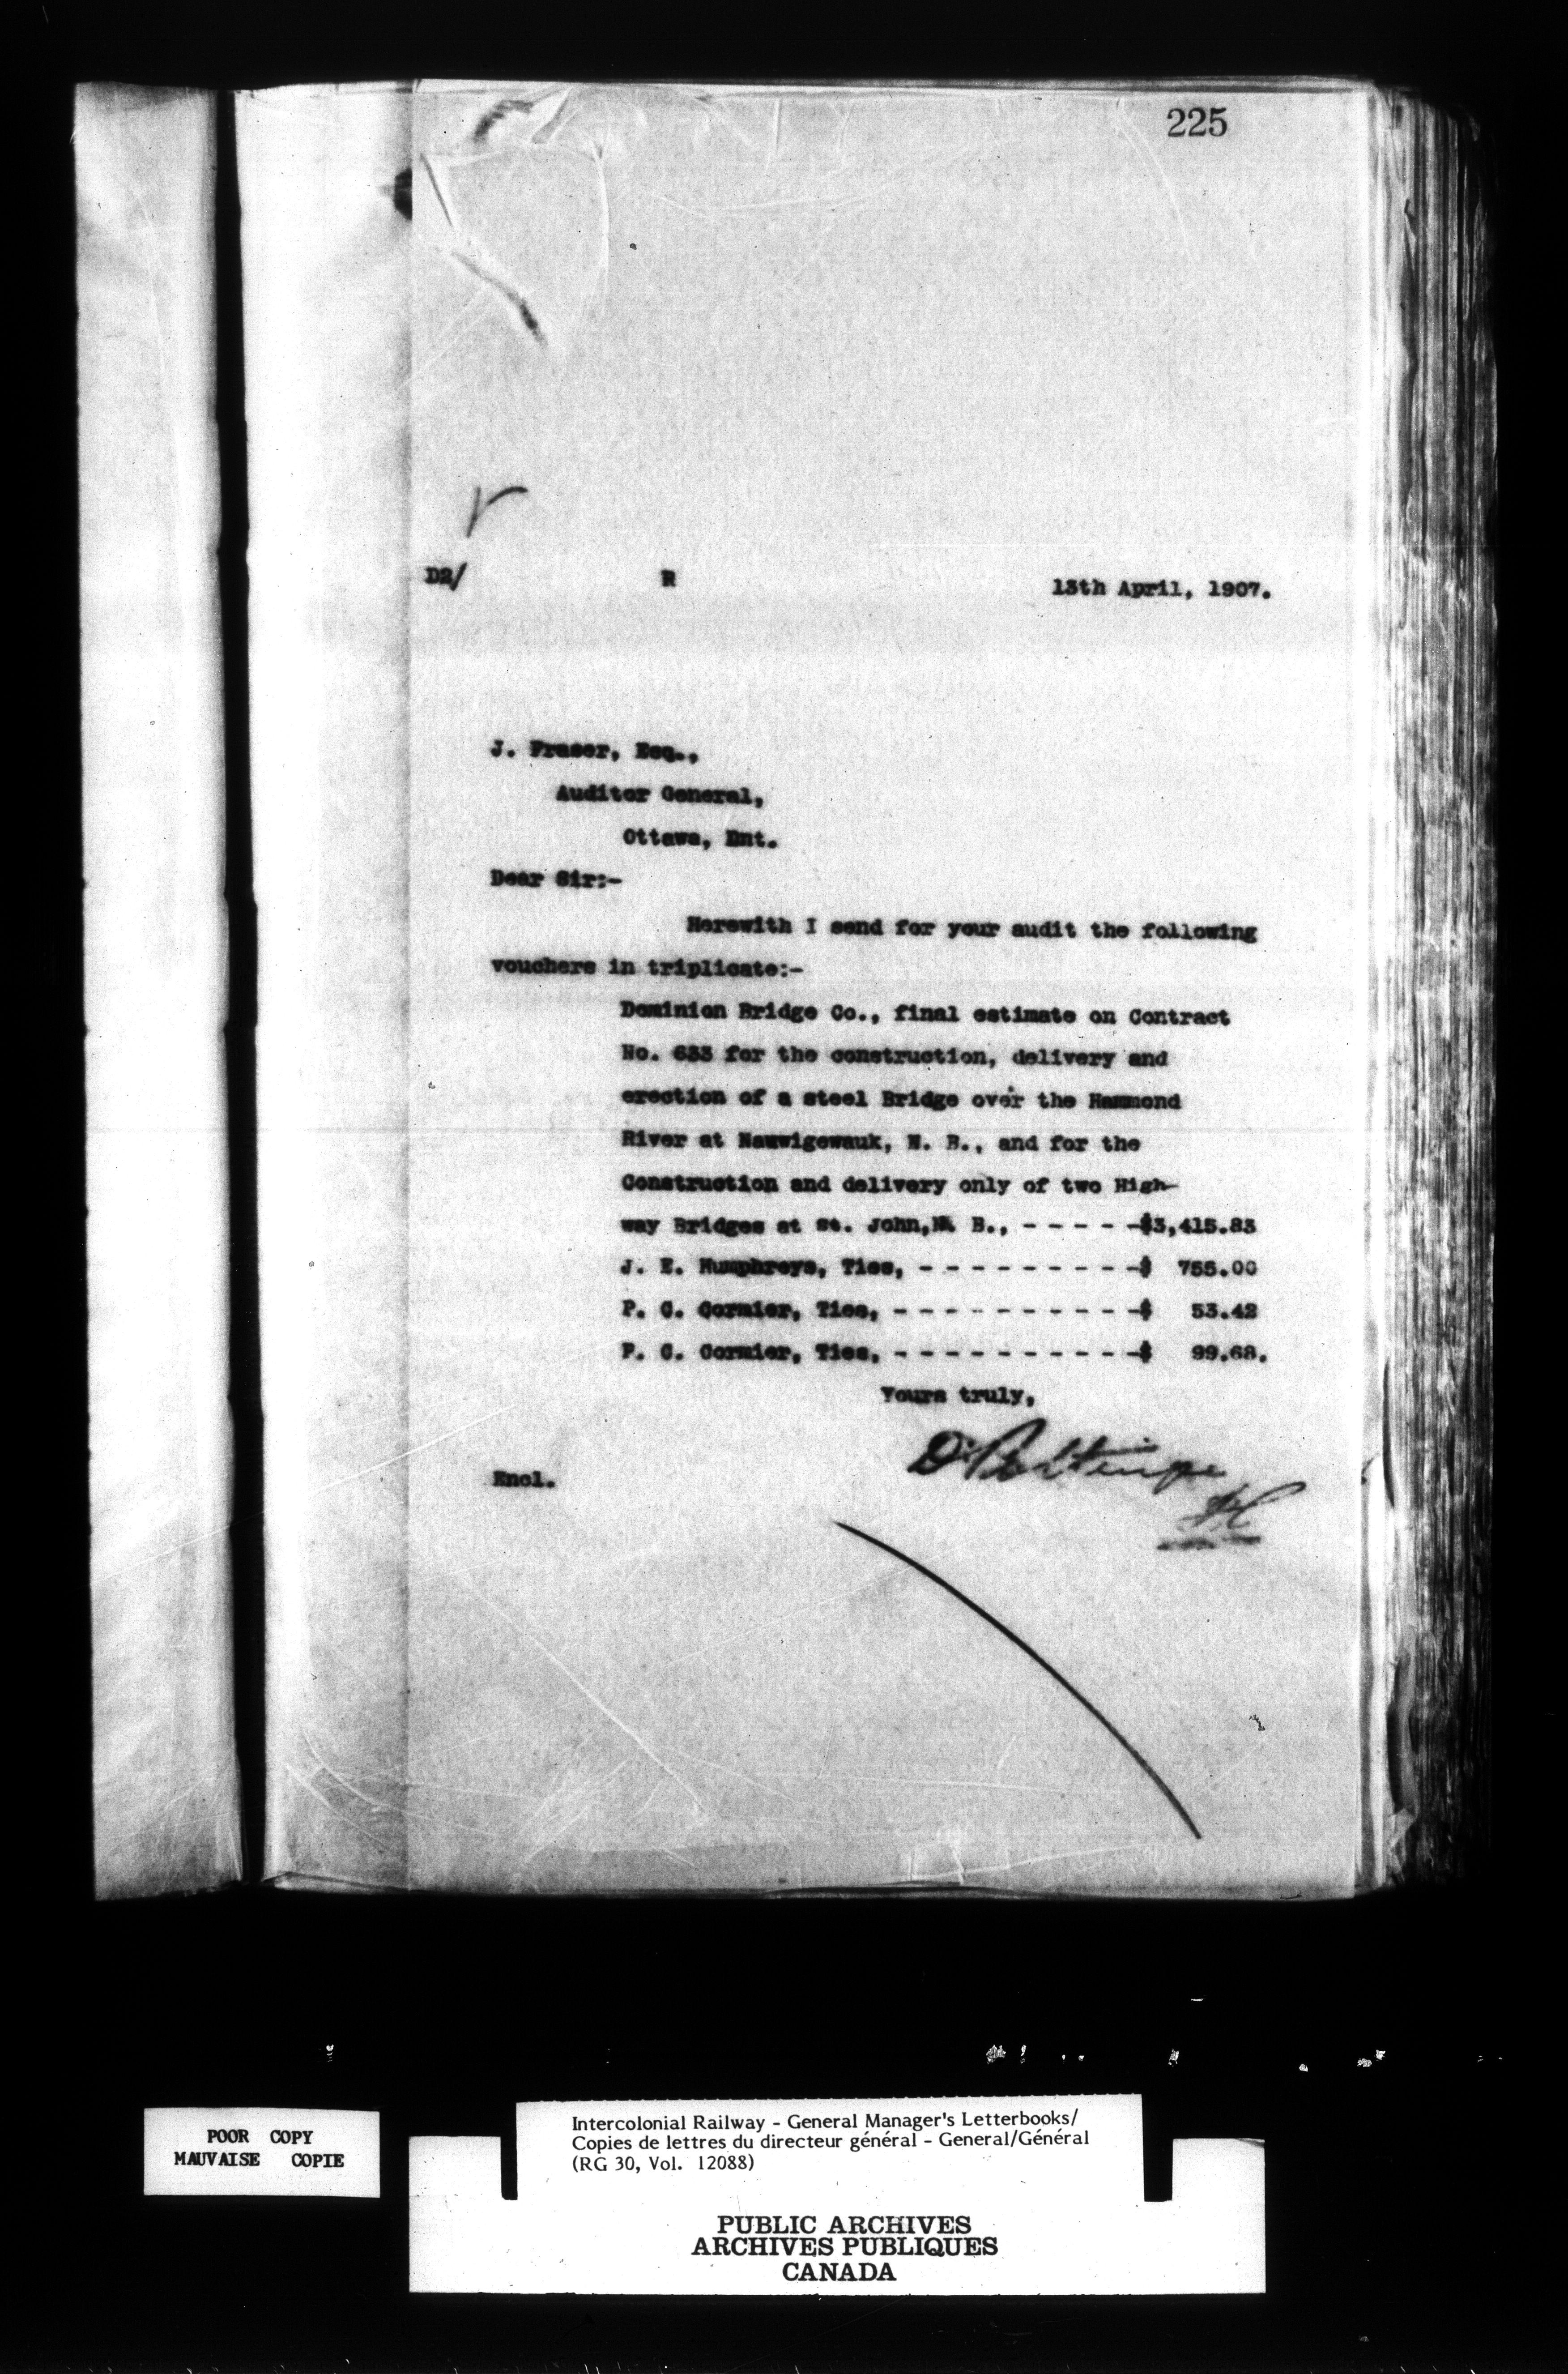 225
D2/ R 13th April, 1907.
J. Fraser, Esq.,
Auditor General,
Ottawa, Ont.
Dear Sir:-
Herewith I send for your audit the following
vouchers in triplicate:-
Dominion Bridge Co., final estimate on Contract
No. 633 for the construction, delivery and
erection of a steel Bridge over the Hammond
River at Nauwigewauk, N. B., and for the
Construction and delivery only of two High-
way Bridges at St. John, N. B., - - - - -$3,415.83
J. E. Humphreys, Ties, - - - - - - - - - -$ 755.00
P. C. Cormier, Ties, - - - - - - - - - - -$ 53.42
P. C. Cormier, Ties, - - - - - - - - - - -$ 99.68.
Yours truly,
D. Pottinger
Encl.
POOR COPY
MAUVAISE COPIE
Intercolonial Railway - General Manager's Letterbooks/
Copies de lettres du directeur général - General/Général
(RG 30, Vol. 12088)
PUBLIC ARCHIVES
ARCHIVES PUBLIQUES
CANADA